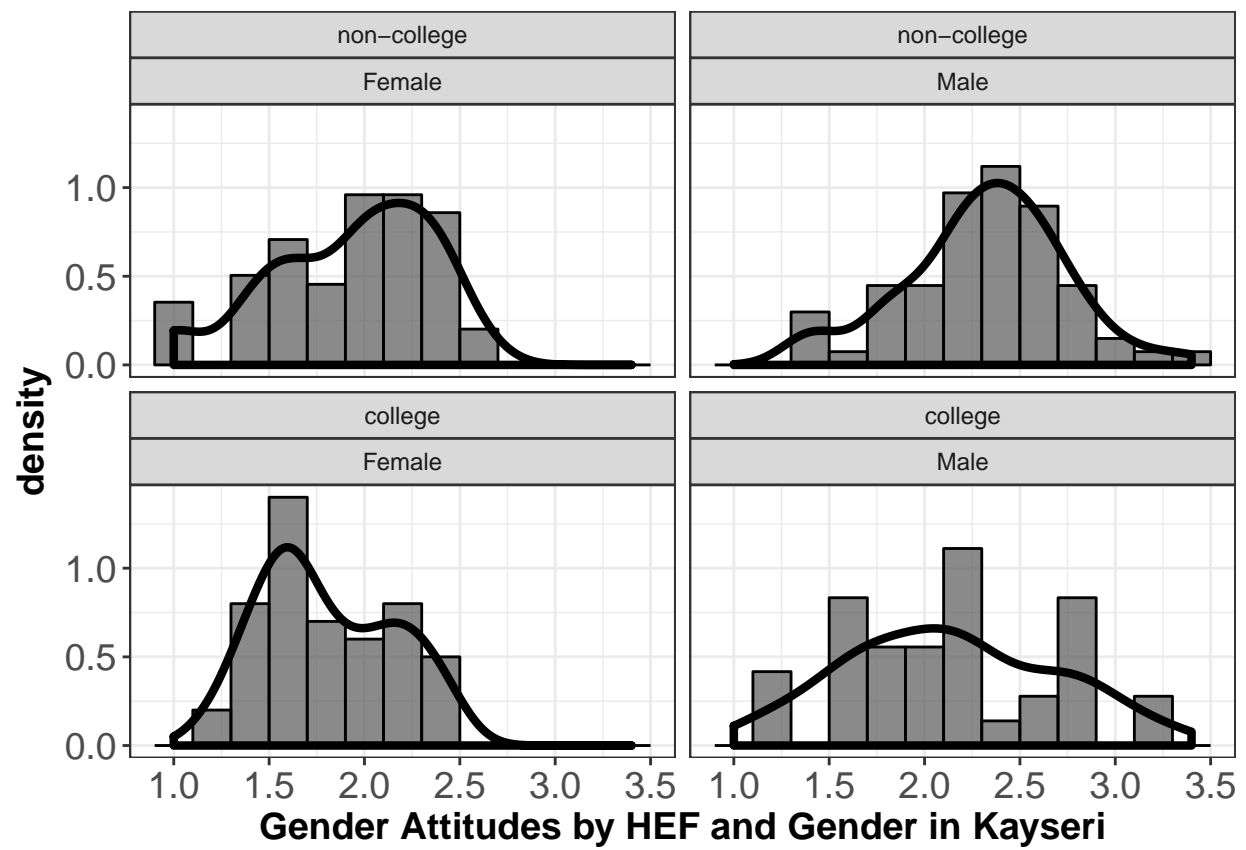 non−college
non−college
Female
Male
1.0
0.5
0.0
density
college
college
Female
Male
1.0
0.5
0.0
1.0 1.5 2.0 2.5 3.0 3.5
1.0 1.5 2.0 2.5 3.0 3.5
Gender Attitudes by HEF and Gender in Kayseri